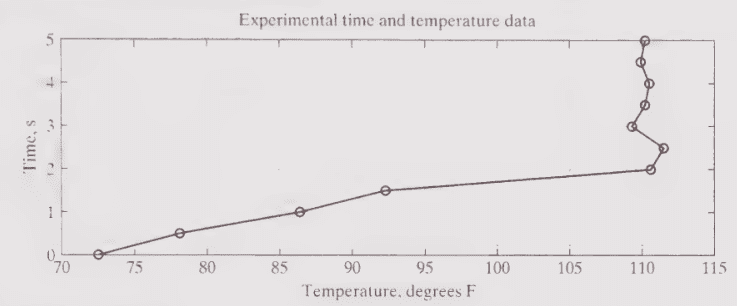 Experimental time and temperature data
5
4
3
2
1
0
Time, s
70 75 80 85 90 95 100 105 110 115
Temperature, degrees F